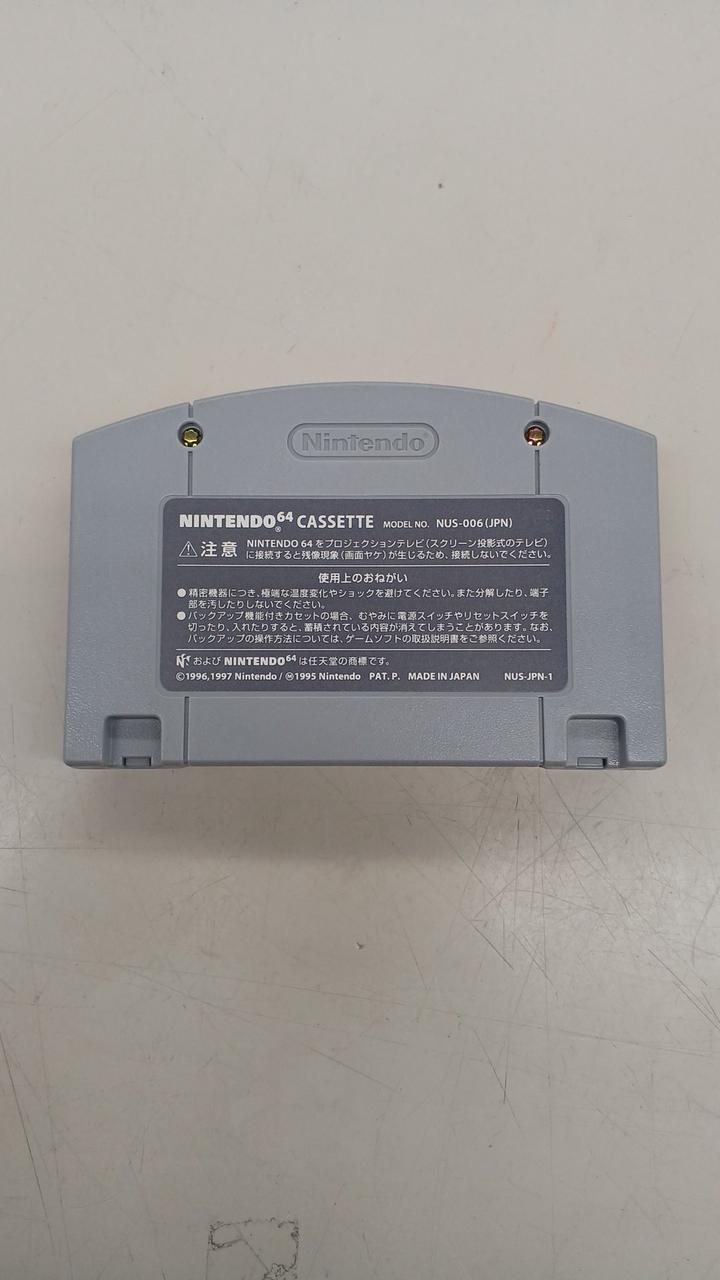 Nintendo®
NINTENDO64® CASSETTE MODEL NO. NUS-006(JPN)
⚠注意 NINTENDO 64をプロジェクションテレビ(スクリーン投影式のテレビ)
に接続すると残像現象(画面ヤケ)が生じるため、接続しないでください。
使用上のおねがい
●精密機器につき、極端な温度変化やショックを避けてください。また分解したり、端子
部を汚したりしないでください。
●バックアップ機能付きカセットの場合、むやみに電源スイッチやリセットスイッチを
切ったり、入れたりすると、蓄積されている内容が消えてしまうことがあります。なお、
バックアップの操作方法については、ゲームソフトの取扱説明書をご参照ください。
および NINTENDO64は任天堂の商標です。
©1996,1997 Nintendo/Ⓜ1995 Nintendo PAT. P. MADE IN JAPAN NUS-JPN-1